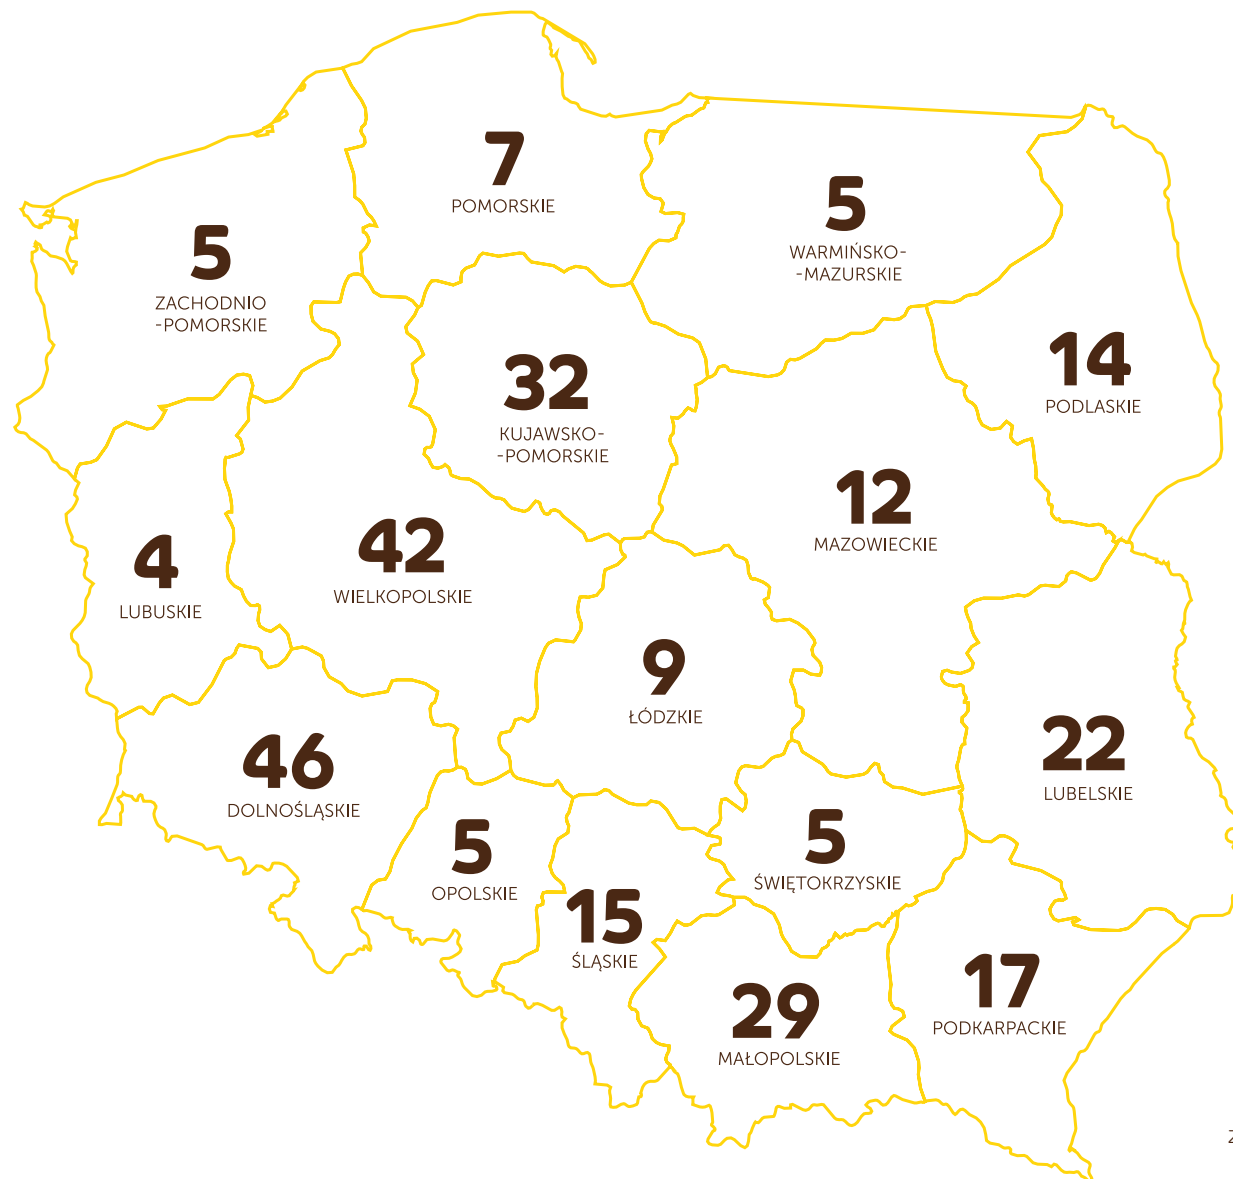 7
POMORSKIE
5
WARMIŃSKO-
-MAZURSKIE
5
ZACHODNIO
-POMORSKIE
14
PODLASKIE
32
KUJAWSKO-
-POMORSKIE
12
MAZOWIECKIE
42
WIELKOPOLSKIE
4
LUBUSKIE
9
ŁÓDZKIE
22
LUBELSKIE
46
DOLNOŚLĄSKIE
5
OPOLSKIE
5
ŚWIĘTOKRZYSKIE
15
ŚLĄSKIE
17
PODKARPACKIE
29
MAŁOPOLSKIE